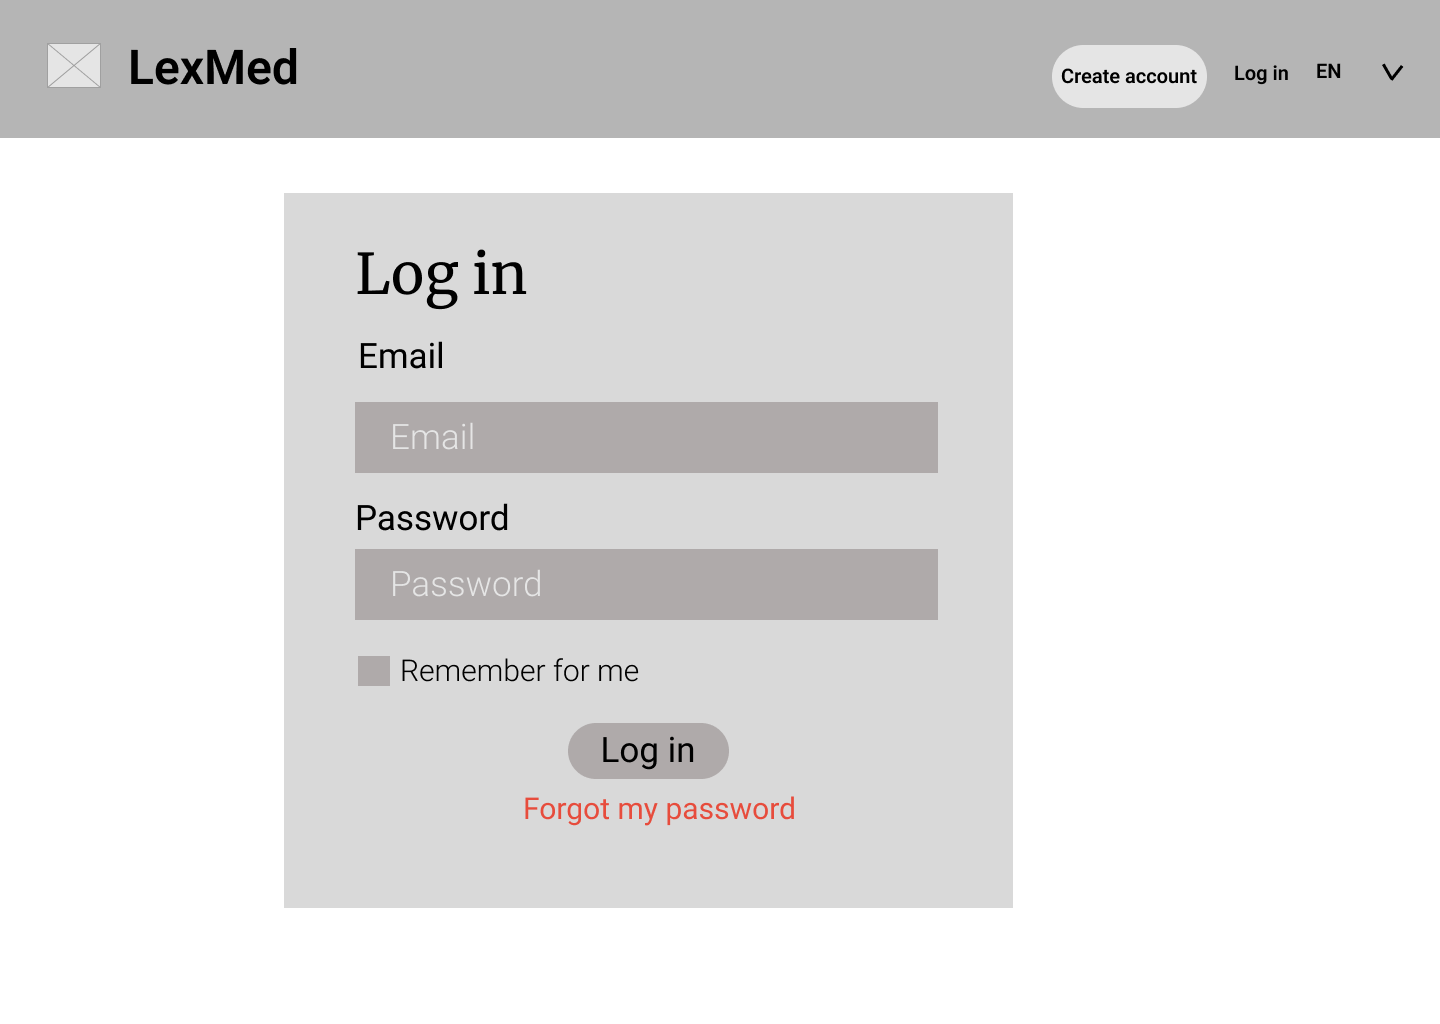 LexMed
Create account
Log in
EN
Log in
Email
Email
Password
Password
Remember for me
Log in
Forgot my password